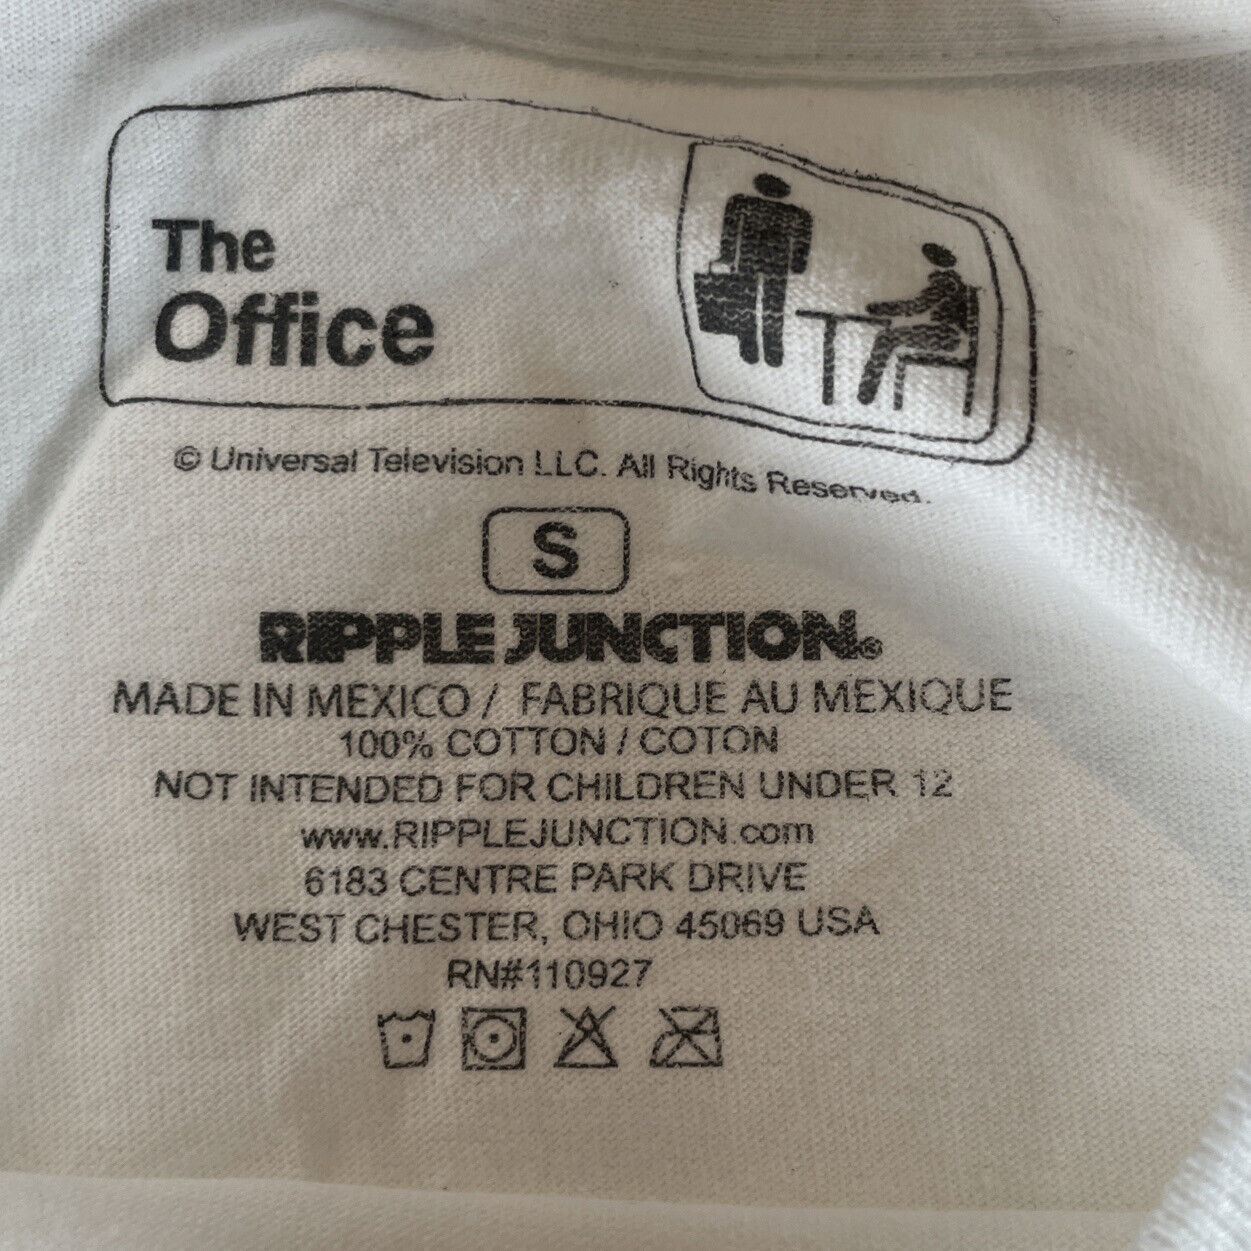 The
Office
© Universal Television LLC. All Rights Reserved.
S
RIPPLE JUNCTION®
MADE IN MEXICO / FABRIQUE AU MEXIQUE
100% COTTON / COTON
NOT INTENDED FOR CHILDREN UNDER 12
www.RIPPLEJUNCTION.com
6183 CENTRE PARK DRIVE
WEST CHESTER, OHIO 45069 USA
RN#110927